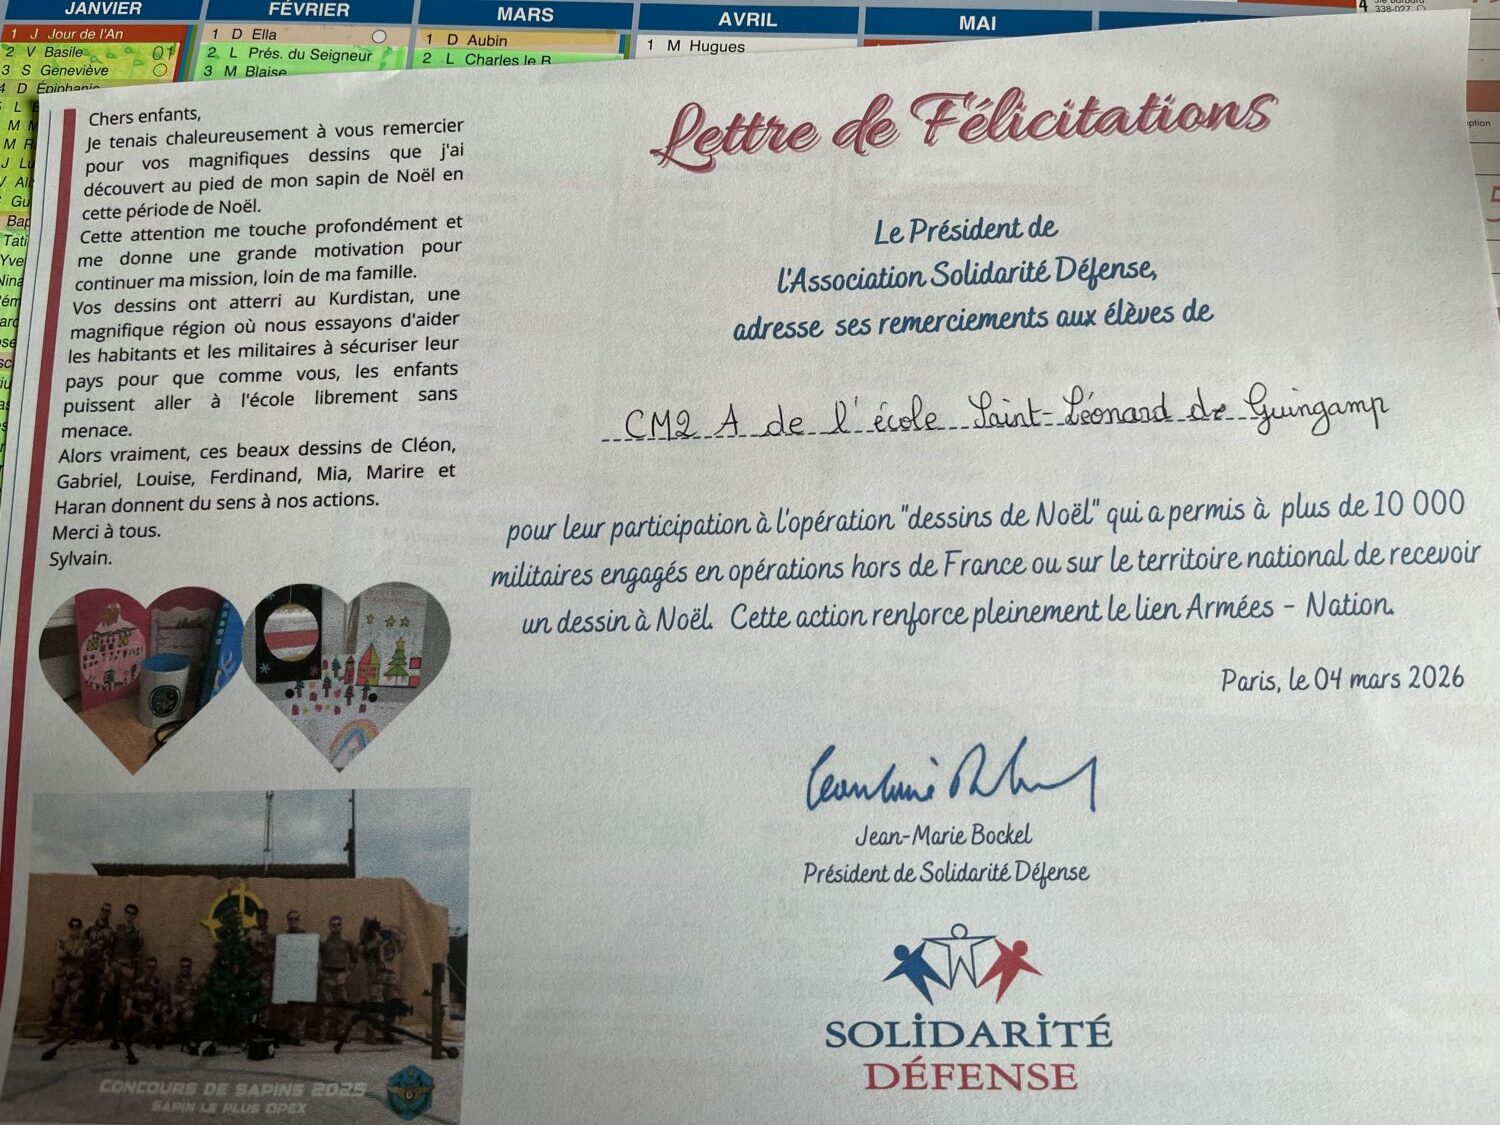 JANVIER
FÉVRIER
MARS
AVRIL
MAI
1 J Jour de l'An
2 V Basile
3 S Geneviève
1 D Ella
2 L Prés. du Seigneur
3 M Blaise
1 D Aubin
2 L Charles le B
1 M Hugues
Chers enfants,
Je tenais chaleureusement à vous remercier
pour vos magnifiques dessins que j'ai
découvert au pied de mon sapin de Noël en
cette période de Noël.
Cette attention me touche profondément et
me donne une grande motivation pour
continuer ma mission, loin de ma famille.
Vos dessins ont atterri au Kurdistan, une
magnifique région où nous essayons d'aider
les habitants et les militaires à sécuriser leur
pays pour que comme vous, les enfants
puissent aller à l'école librement sans
menace.
Alors vraiment, ces beaux dessins de Cléon,
Gabriel, Louise, Ferdinand, Mia, Marire et
Haran donnent du sens à nos actions.
Merci à tous.
Sylvain.
CONCOURS DE SAPINS 2025
SAPIN LE PLUS OPEX
Lettre de Félicitations
Le Président de
l'Association Solidarité Défense,
adresse ses remerciements aux élèves de
CM2 A de l'école Saint-Léonard de Guingamp
pour leur participation à l'opération "dessins de Noël" qui a permis à plus de 10 000
militaires engagés en opérations hors de France ou sur le territoire national de recevoir
un dessin à Noël. Cette action renforce pleinement le lien Armées - Nation.
Paris, le 04 mars 2026
Jean-Marie Bockel
Président de Solidarité Défense
SOLIDARITÉ
DÉFENSE